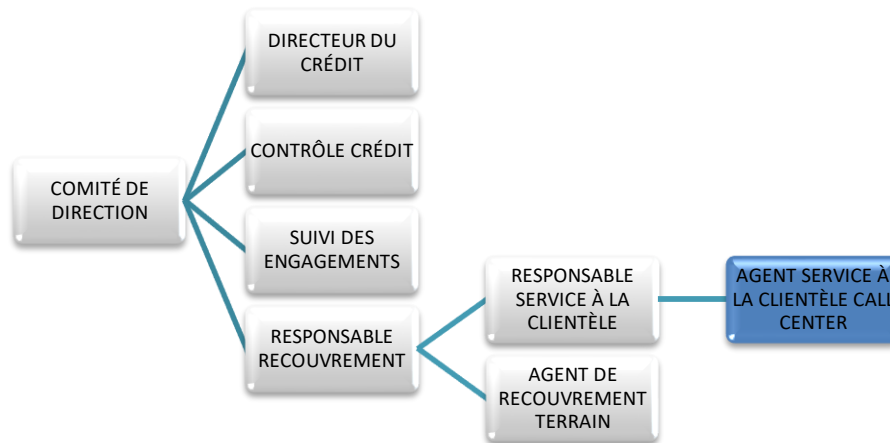 DIRECTEUR DU
CRÉDIT
CONTRÔLE CRÉDIT
COMITÉ DE
DIRECTION
SUIVI DES
ENGAGEMENTS
RESPONSABLE
RECOUVREMENT
RESPONSABLE
SERVICE À LA
CLIENTÈLE
AGENT DE
RECOUVREMENT
TERRAIN
AGENT SERVICE À
LA CLIENTÈLE CALL
CENTER